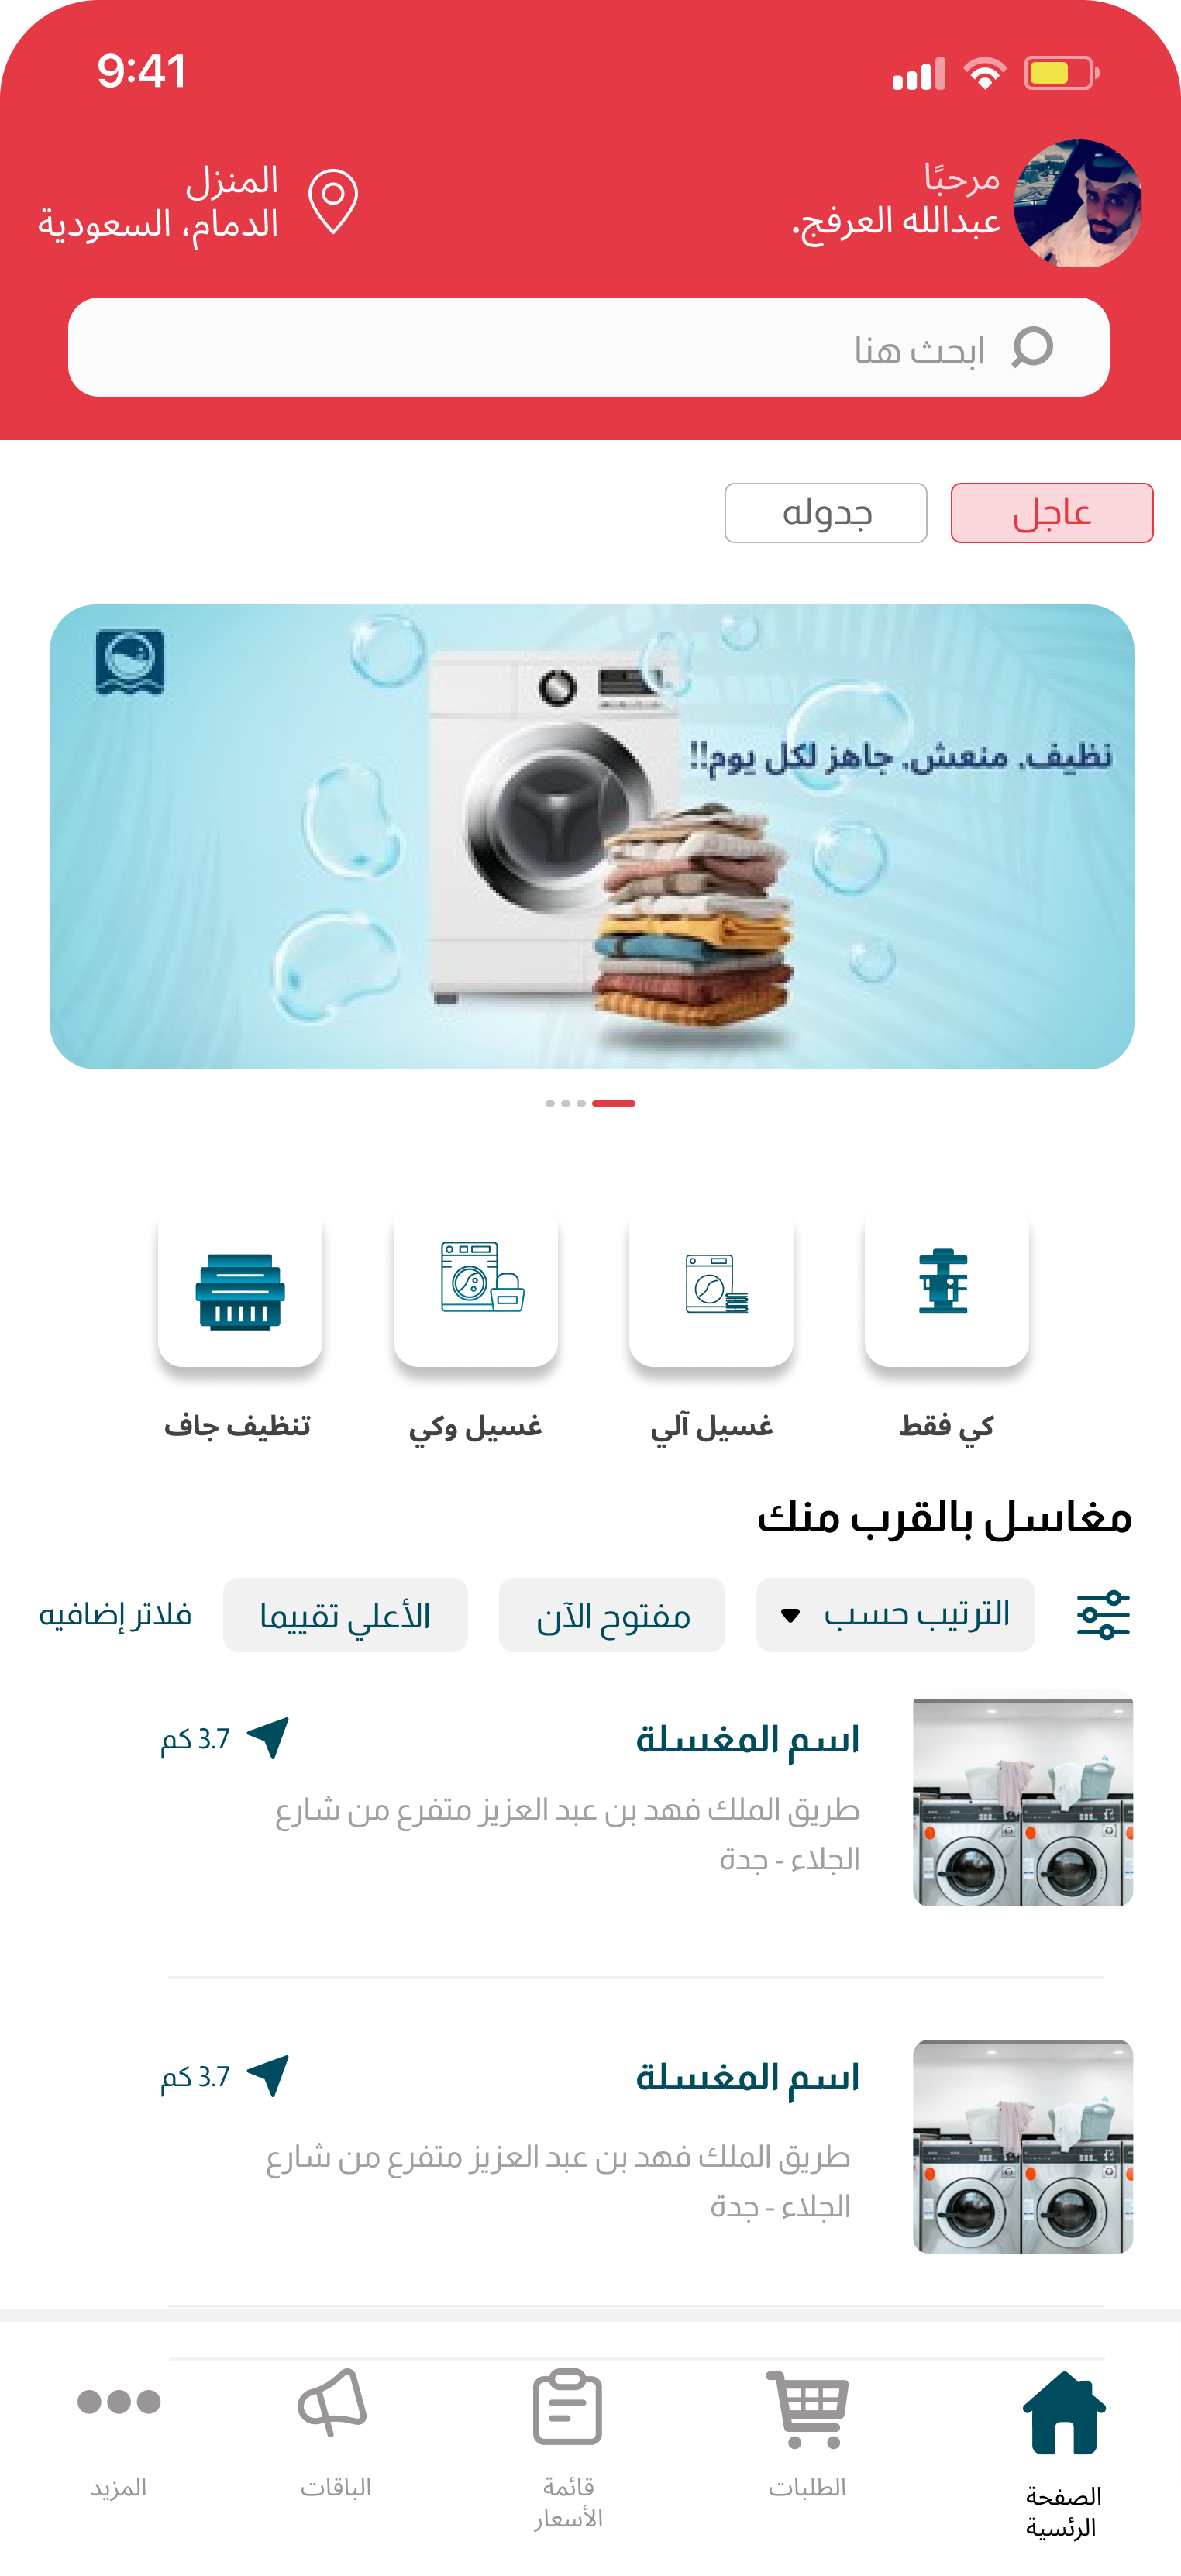 9:41
مرحبًا
عبدالله العرفج.
المنزل
الدمام، السعودية
ابحث هنا
عاجل
جدوله
نظيف. منعش. جاهز لكل يوم!!
كي فقط
غسيل آلي
غسيل وكي
تنظيف جاف
مغاسل بالقرب منك
الترتيب حسب
مفتوح الآن
الأعلي تقييما
فلاتر إضافيه
اسم المغسلة
3.7 كم
طريق الملك فهد بن عبد العزيز متفرع من شارع
الجلاء - جدة
اسم المغسلة
3.7 كم
طريق الملك فهد بن عبد العزيز متفرع من شارع
الجلاء - جدة
الصفحة
الرئسية
الطلبات
قائمة
الأسعار
الباقات
المزيد